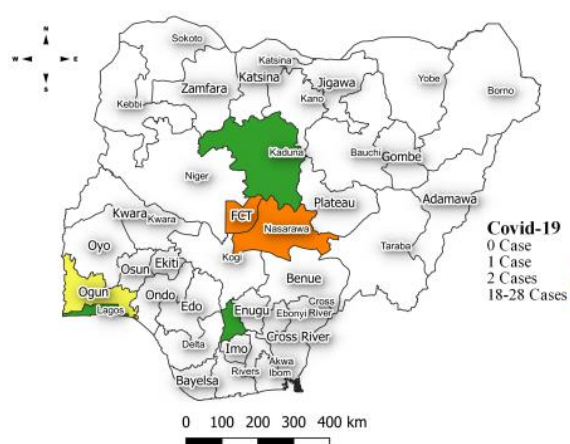 N
W E
S
Sokoto
Katsina
Zamfara
Katsina
Jigawa
Yobe
Borno
Kebbi
Kano
Kaduna
Bauchi
Gombe
Niger
Adamawa
Plateau
FCT
Kwara
Kwara
Nasarawa
Oyo
Taraba
Kogi
Ekiti
Osun
Benue
Ogun
Ondo
Edo
Lagos
Enugu
Ebonyi
Cross
River
Delta
Imo
Cross River
Bayelsa
Rivers
Akwa
Ibom
Covid-19
0 Case
1 Case
2 Cases
18-28 Cases
0 100 200 300 400 km